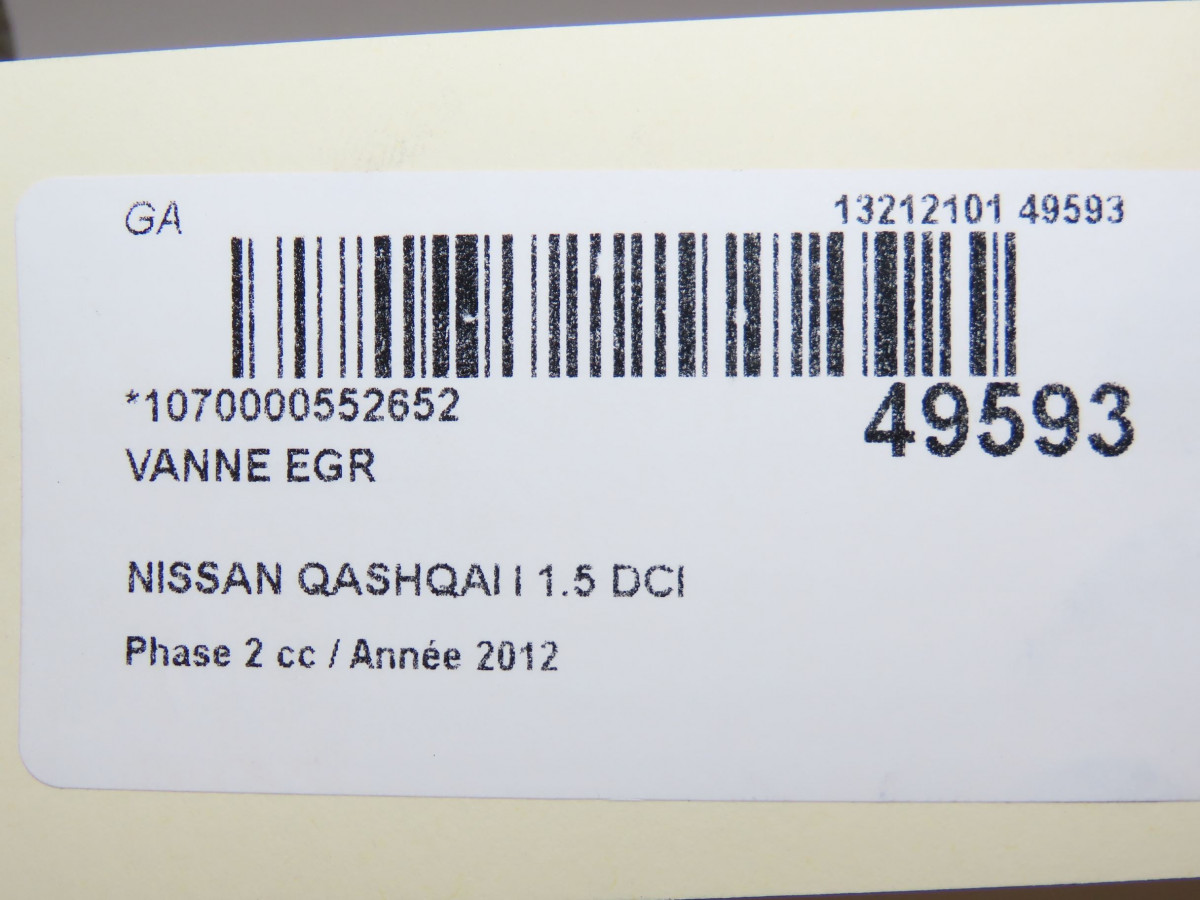 GA 13212101 49593
*1070000552652 49593
VANNE EGR
NISSAN QASHQAI I 1.5 DCI
Phase 2 cc / Année 2012